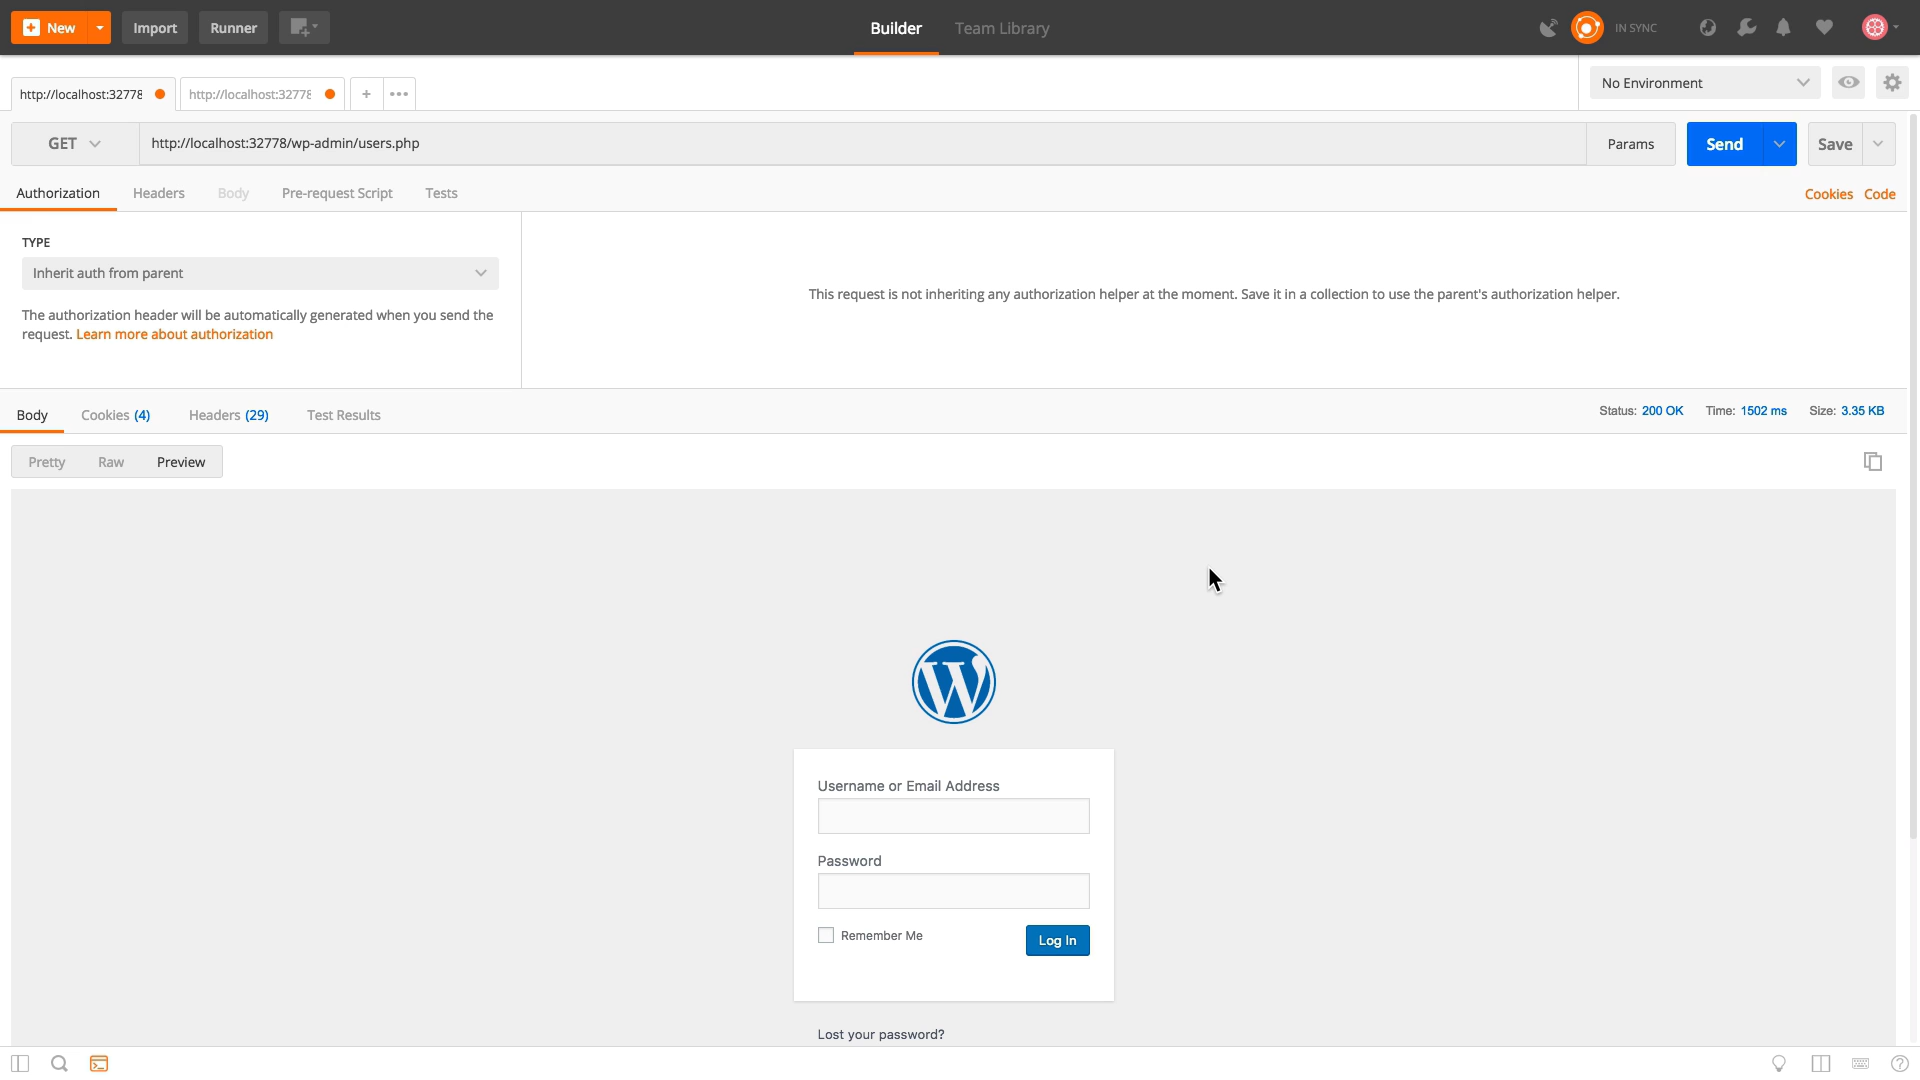 New
Import
Runner
Builder
Team Library
IN SYNC
http://localhost:32778
http://localhost:32778
No Environment
GET
http://localhost:32778/wp-admin/users.php
Params
Send
Save
Authorization
Headers
Body
Pre-request Script
Tests
Cookies
Code
TYPE
Inherit auth from parent
The authorization header will be automatically generated when you send the
request. Learn more about authorization
This request is not inheriting any authorization helper at the moment. Save it in a collection to use the parent's authorization helper.
Body
Cookies (4)
Headers (29)
Test Results
Status: 200 OK
Time: 1502 ms
Size: 3.35 KB
Pretty
Raw
Preview
Username or Email Address
Password
Remember Me
Log In
Lost your password?